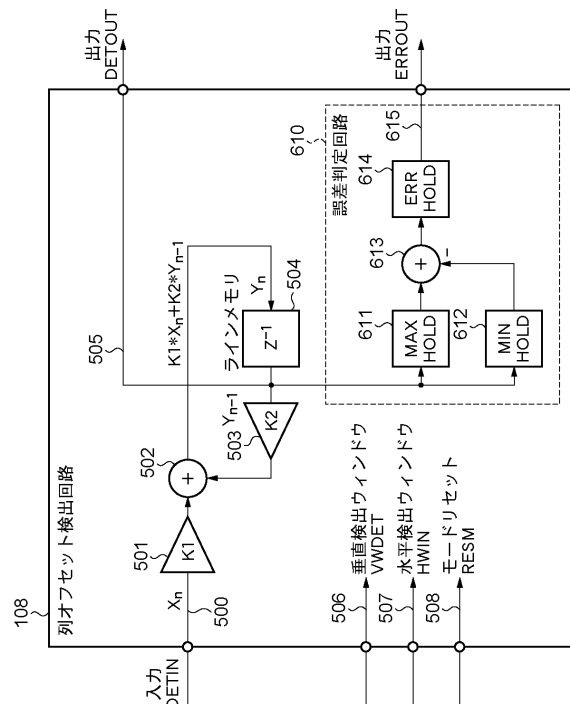 108
列オフセット検出回路
入力
DETIN
Xn
500
501
K1
502
+
503
K2
Yn−1
K1*Xn+K2*Yn−1
505
ラインメモリ
Yn
504
Z−1
出力
DETOUT
610
誤差判定回路
611
MAX
HOLD
612
MIN
HOLD
613
+
−
614
ERR
HOLD
615
出力
ERROUT
506
垂直検出ウィンドウ
VWDET
507
水平検出ウィンドウ
HWIN
508
モードリセット
RESM